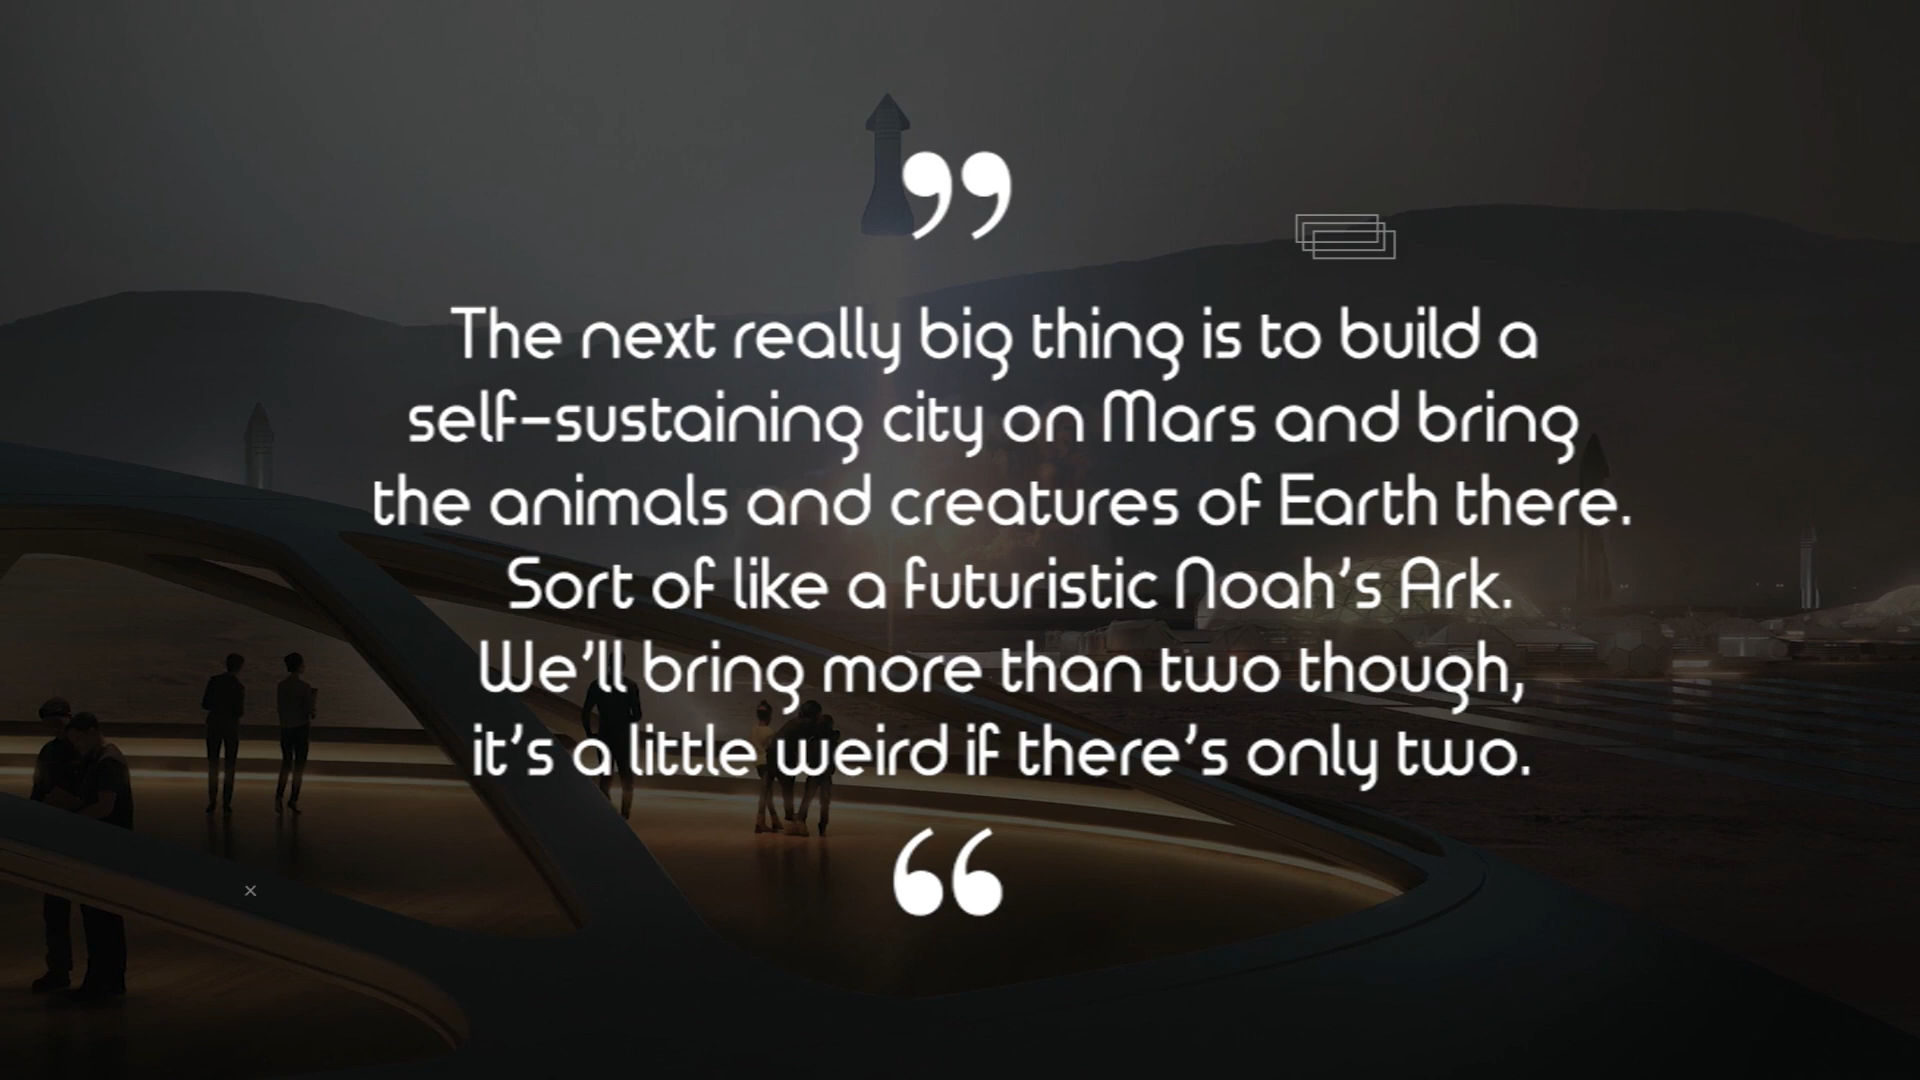 ”
The next really big thing is to build a
self-sustaining city on Mars and bring
the animals and creatures of Earth there.
Sort of like a futuristic Noah’s Ark.
We’ll bring more than two though,
it’s a little weird if there’s only two.
“